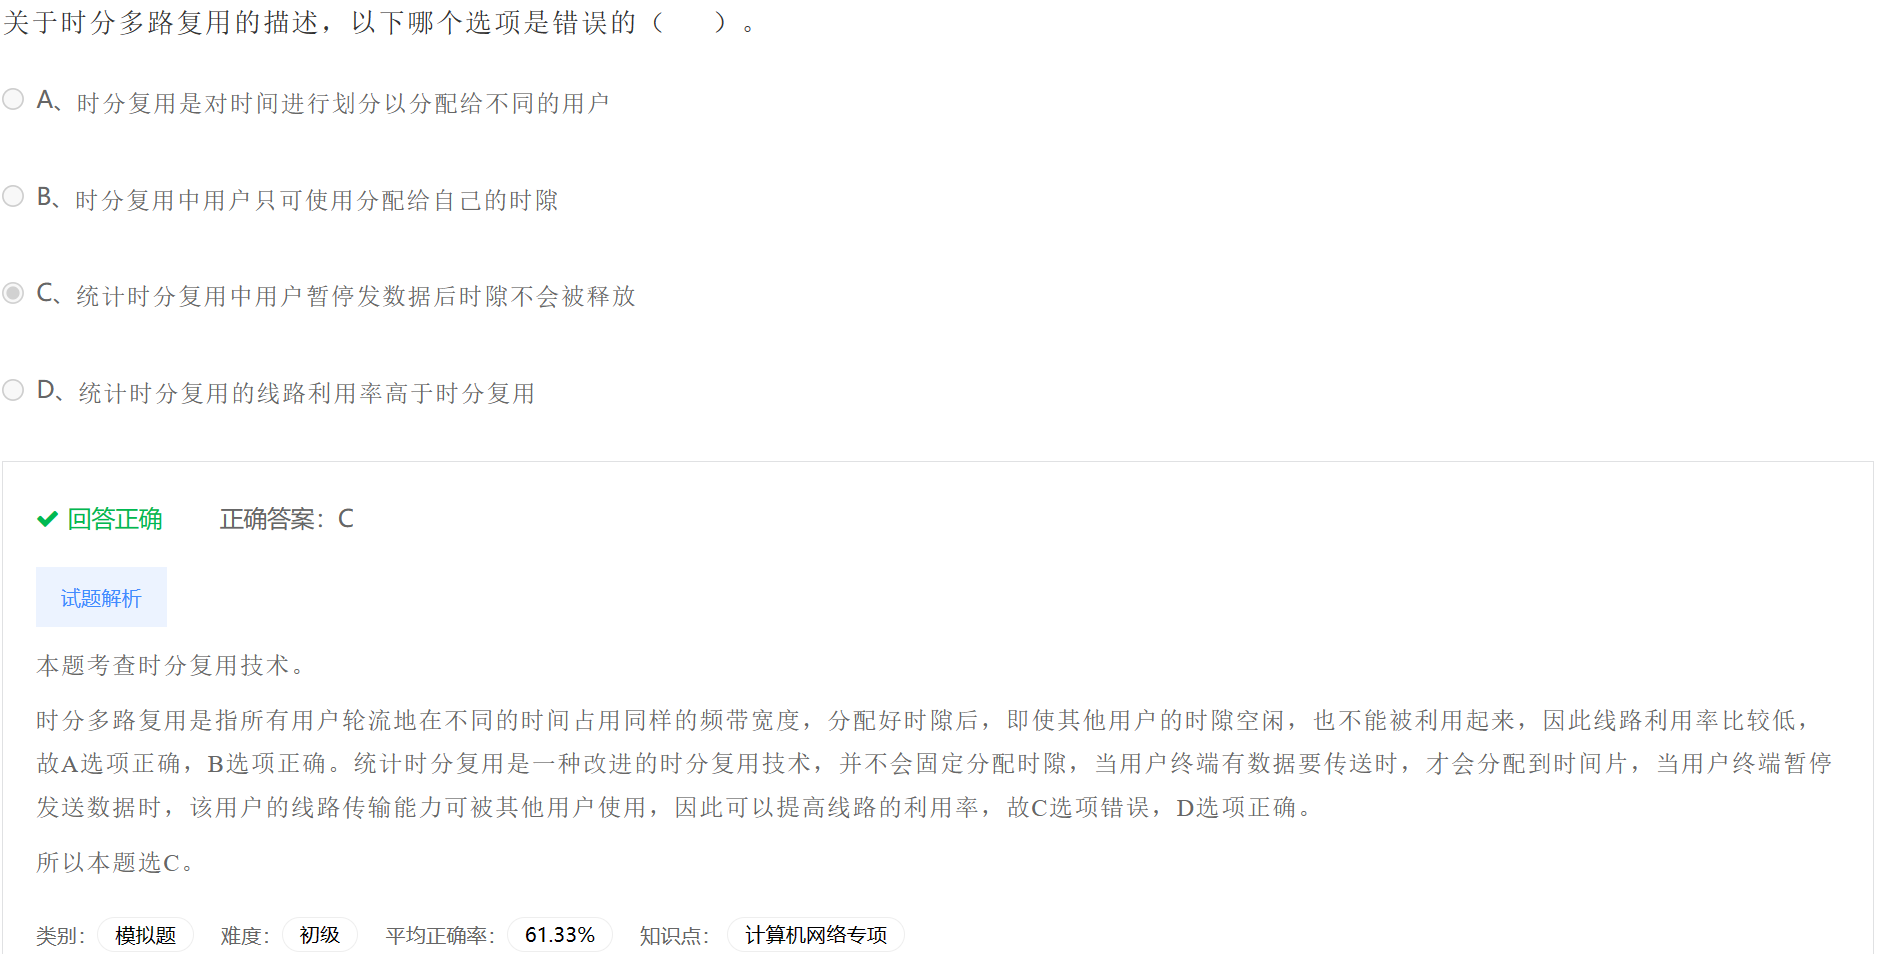 关于时分多路复用的描述，以下哪个选项是错误的（　　）。
A、时分复用是对时间进行划分以分配给不同的用户
B、时分复用中用户只可使用分配给自己的时隙
C、统计时分复用中用户暂停发数据后时隙不会被释放
D、统计时分复用的线路利用率高于时分复用
回答正确 正确答案：C
试题解析
本题考查时分复用技术。
时分多路复用是指所有用户轮流地在不同的时间占用同样的频带宽度，分配好时隙后，即使其他用户的时隙空闲，也不能被利用起来，因此线路利用率比较低，
故A选项正确，B选项正确。统计时分复用是一种改进的时分复用技术，并不会固定分配时隙，当用户终端有数据要传送时，才会分配到时间片，当用户终端暂停
发送数据时，该用户的线路传输能力可被其他用户使用，因此可以提高线路的利用率，故C选项错误，D选项正确。
所以本题选C。
类别： 模拟题 难度： 初级 平均正确率： 61.33% 知识点： 计算机网络专项